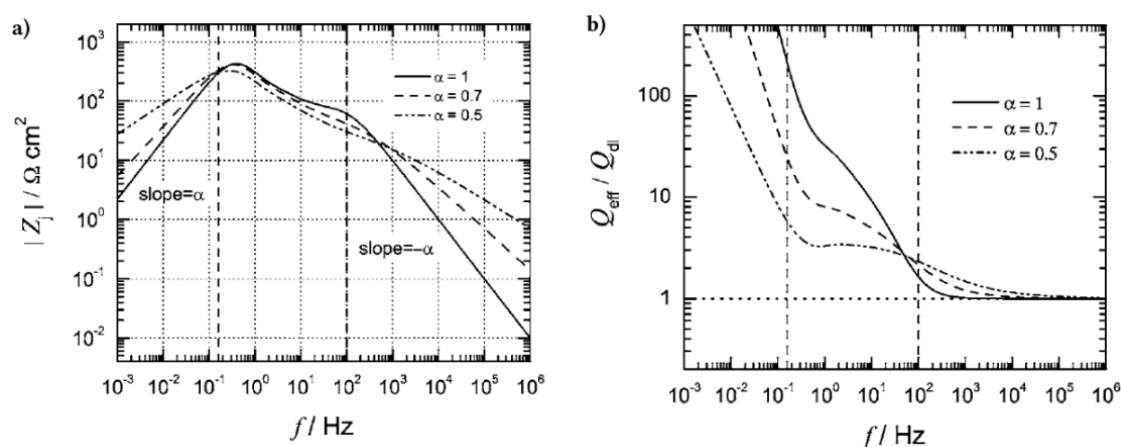 a)
10³
10²
10¹
10⁰
10⁻¹
10⁻²
|Zⱼ| / Ω cm²
α = 1
α = 0.7
α = 0.5
slope=α
slope=–α
10⁻³ 10⁻² 10⁻¹ 10⁰ 10¹ 10² 10³ 10⁴ 10⁵ 10⁶
f / Hz
b)
100
10
1
Q_eff / Q_dl
α = 1
α = 0.7
α = 0.5
10⁻³ 10⁻² 10⁻¹ 10⁰ 10¹ 10² 10³ 10⁴ 10⁵ 10⁶
f / Hz